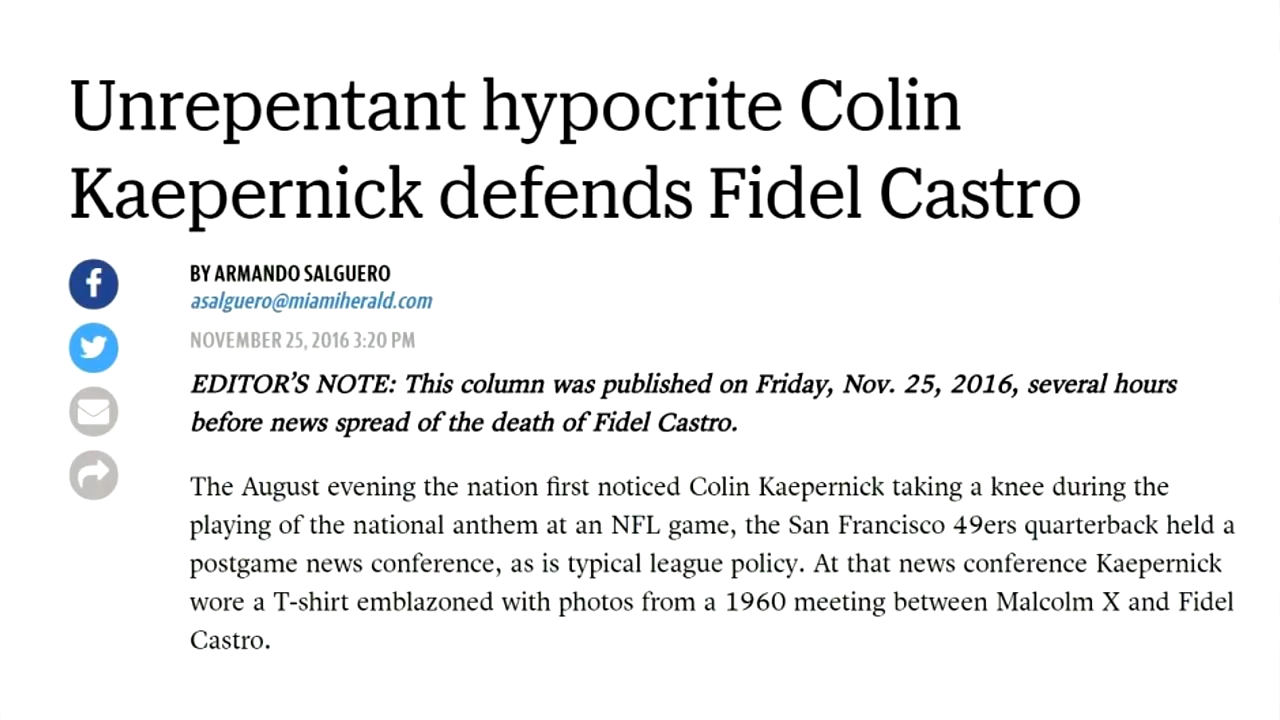 Unrepentant hypocrite Colin
Kaepernick defends Fidel Castro
BY ARMANDO SALGUERO
asalguero@miamiherald.com
NOVEMBER 25, 2016 3:20 PM
EDITOR'S NOTE: This column was published on Friday, Nov. 25, 2016, several hours
before news spread of the death of Fidel Castro.
The August evening the nation first noticed Colin Kaepernick taking a knee during the
playing of the national anthem at an NFL game, the San Francisco 49ers quarterback held a
postgame news conference, as is typical league policy. At that news conference Kaepernick
wore a T-shirt emblazoned with photos from a 1960 meeting between Malcolm X and Fidel
Castro.